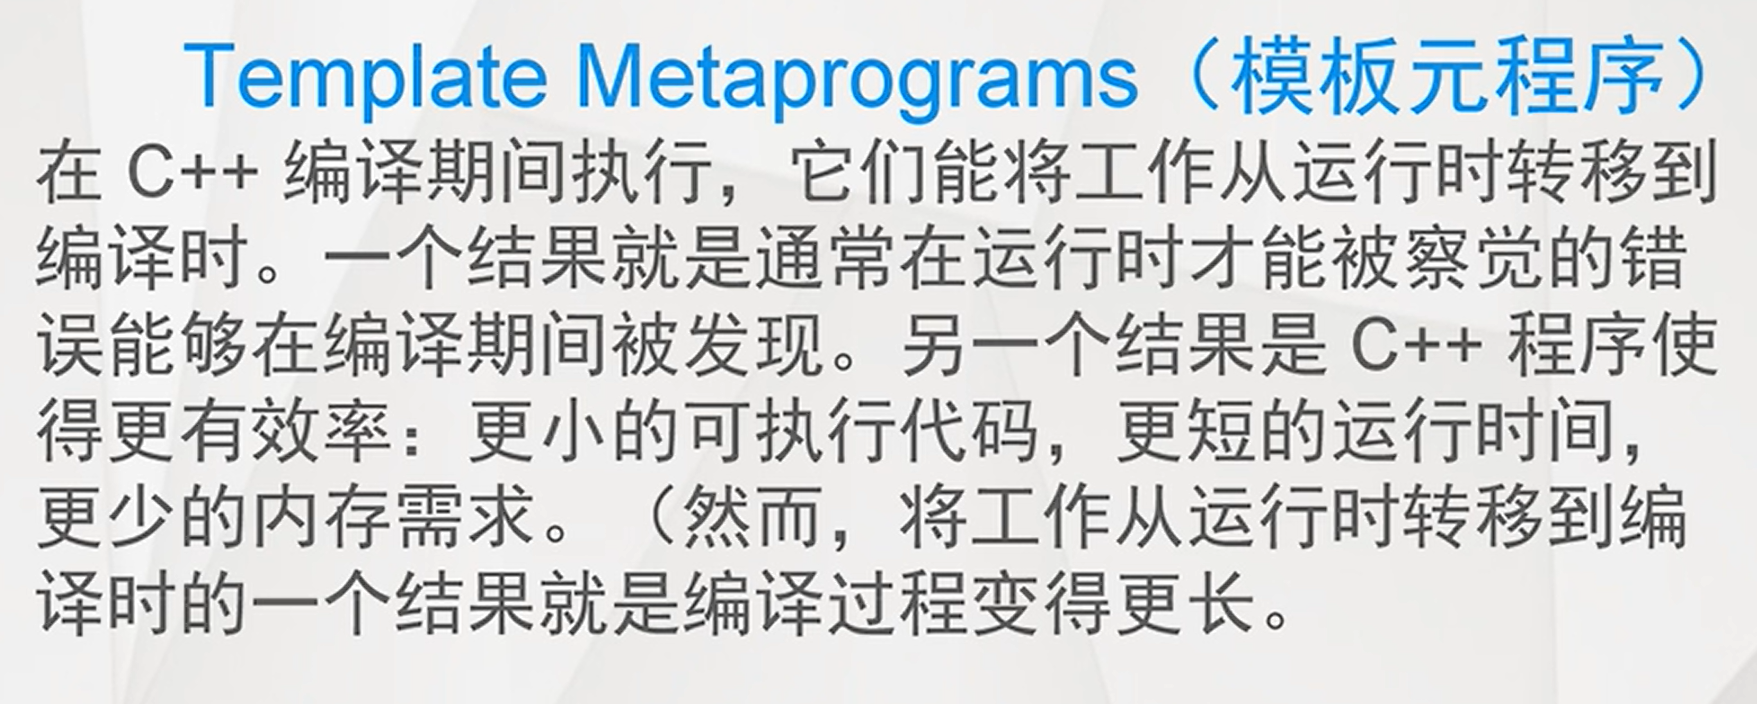 Template Metaprograms（模板元程序）
在 C++ 编译期间执行，它们能将工作从运行时转移到
编译时。一个结果就是通常在运行时才能被察觉的错
误能够在编译期间被发现。另一个结果是 C++ 程序使
得更有效率：更小的可执行代码，更短的运行时间，
更少的内存需求。（然而，将工作从运行时转移到编
译时的一个结果就是编译过程变得更长。